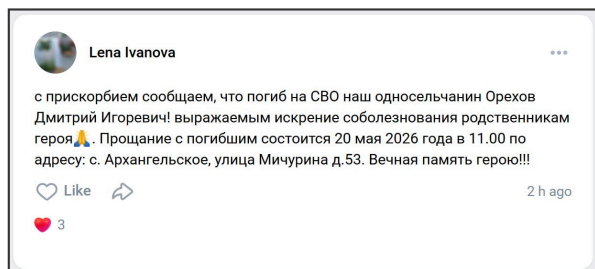 Lena Ivanova
с прискорбием сообщаем, что погиб на СВО наш односельчанин Орехов
Дмитрий Игоревич! выражаемым искрение соболезнования родственникам
героя🙏. Прощание с погибшим состоится 20 мая 2026 года в 11.00 по
адресу: с. Архангельское, улица Мичурина д.53. Вечная память герою!!!
Like
2 h ago
3